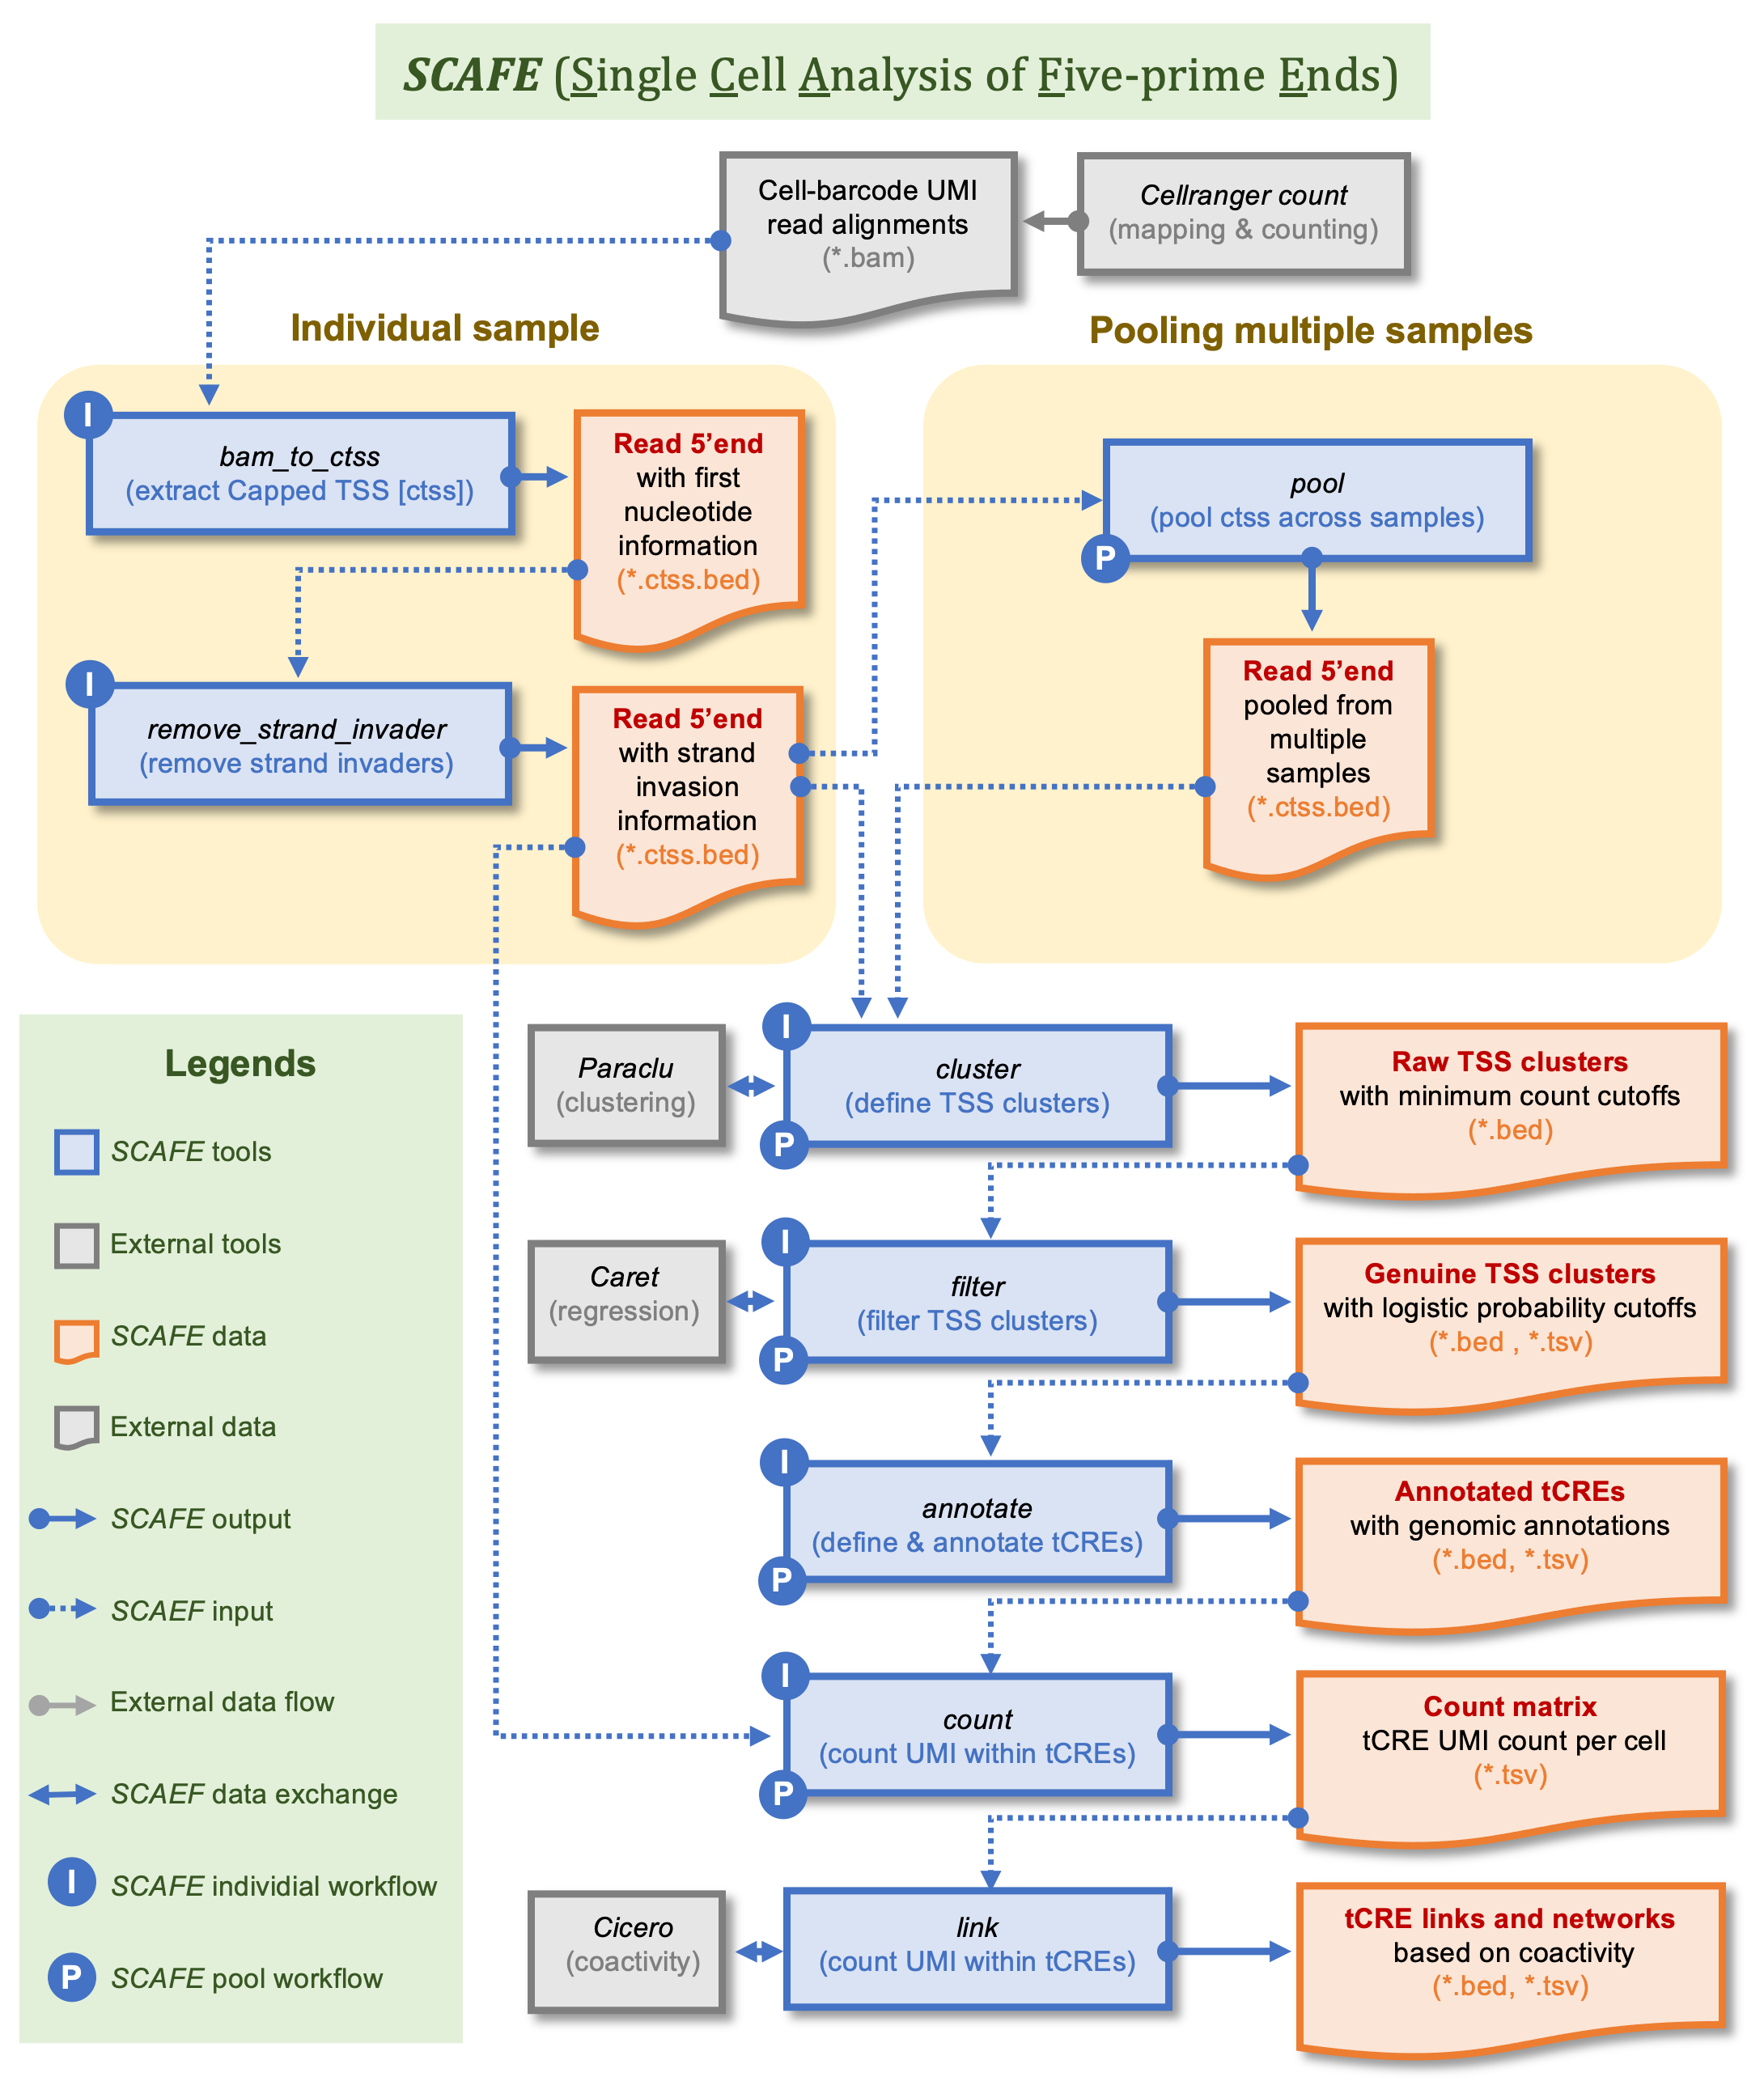 SCAFE (Single Cell Analysis of Five-prime Ends)
Cell-barcode UMI
read alignments
(*.bam)
Cellranger count
(mapping & counting)
Individual sample
Pooling multiple samples
I
bam_to_ctss
(extract Capped TSS [ctss])
Read 5’end
with first
nucleotide
information
(*.ctss.bed)
pool
(pool ctss across samples)
P
I
remove_strand_invader
(remove strand invaders)
Read 5’end
with strand
invasion
information
(*.ctss.bed)
Read 5’end
pooled from
multiple
samples
(*.ctss.bed)
Legends
SCAFE tools
External tools
SCAFE data
External data
SCAFE output
SCAEF input
External data flow
SCAEF data exchange
I
SCAFE individial workflow
P
SCAFE pool workflow
Paraclu
(clustering)
I
cluster
(define TSS clusters)
P
Raw TSS clusters
with minimum count cutoffs
(*.bed)
Caret
(regression)
I
filter
(filter TSS clusters)
P
Genuine TSS clusters
with logistic probability cutoffs
(*.bed , *.tsv)
I
annotate
(define & annotate tCREs)
P
Annotated tCREs
with genomic annotations
(*.bed, *.tsv)
I
count
(count UMI within tCREs)
P
Count matrix
tCRE UMI count per cell
(*.tsv)
Cicero
(coactivity)
link
(count UMI within tCREs)
tCRE links and networks
based on coactivity
(*.bed, *.tsv)